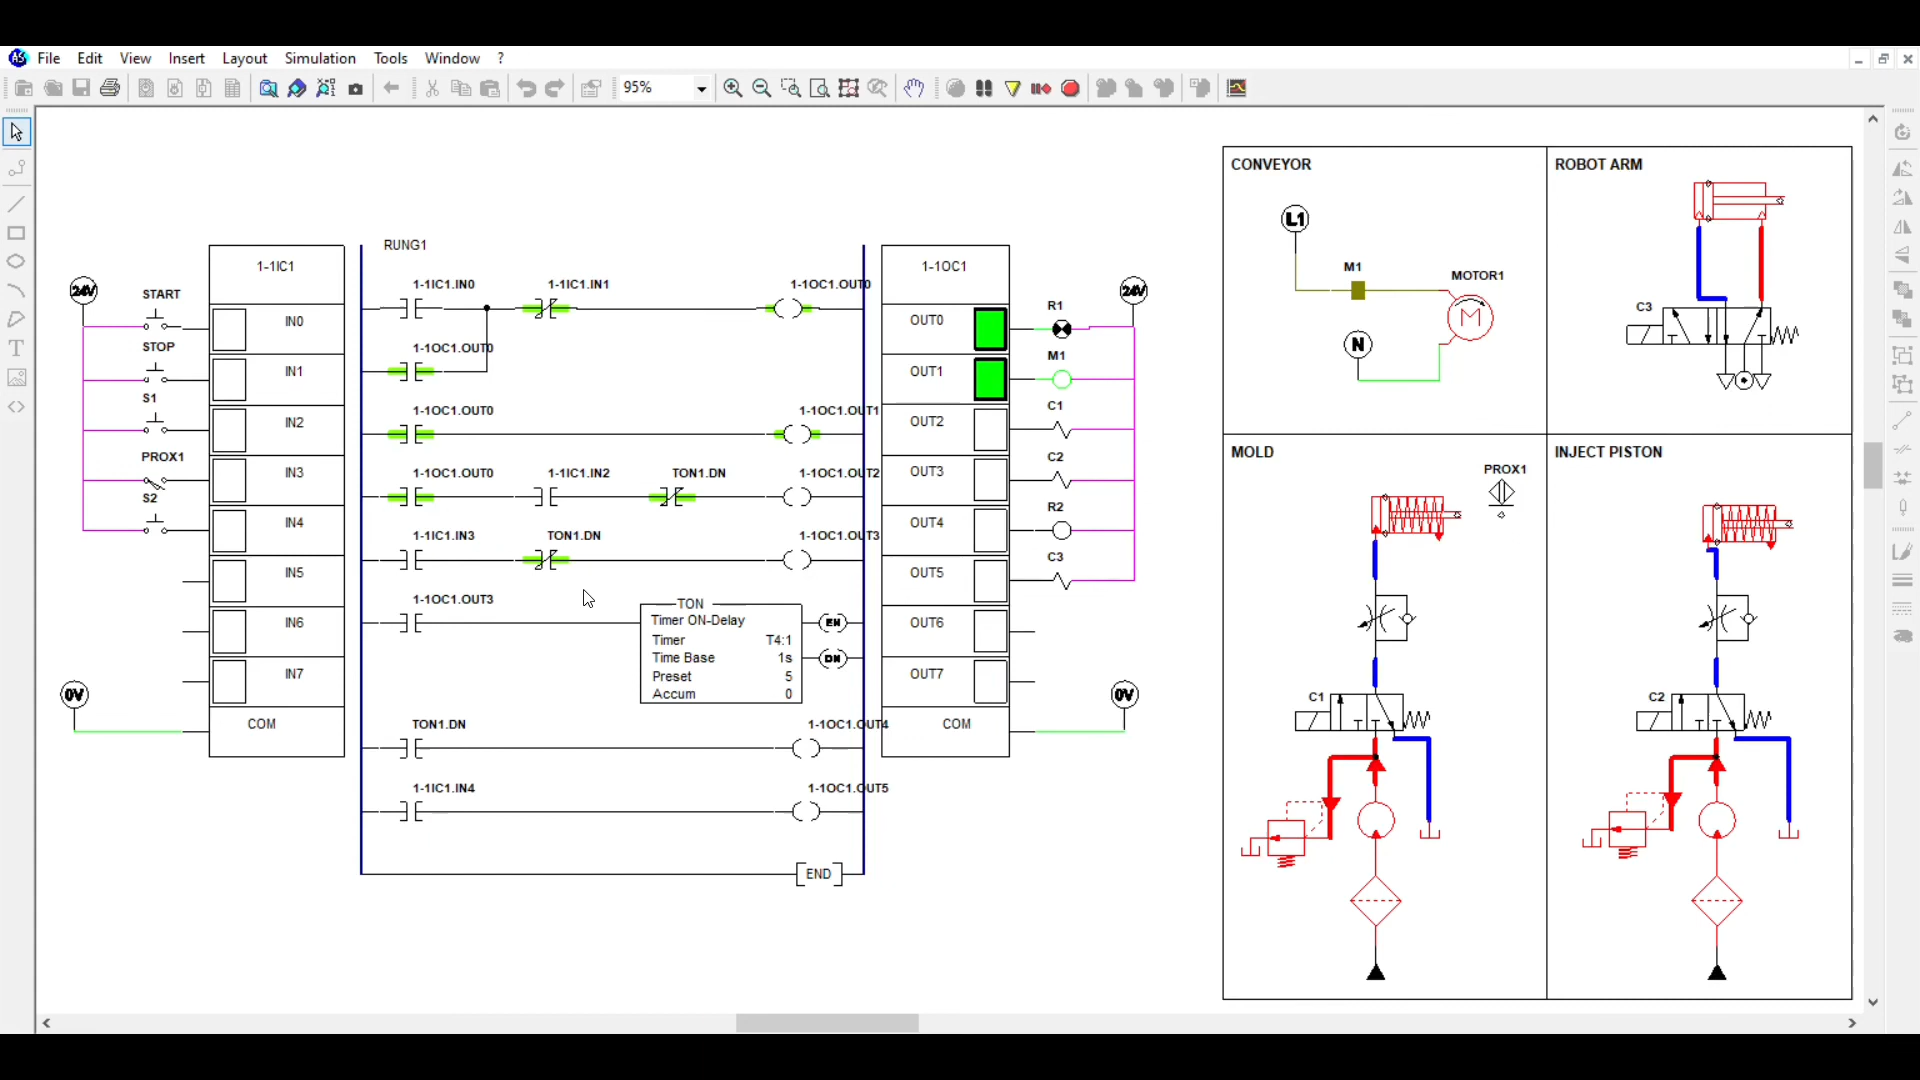 File Edit View Insert Layout Simulation Tools Window ?
95%
RUNG1
1-1IC1
24V
START
IN0
STOP
IN1
S1
IN2
PROX1
IN3
S2
IN4
IN5
IN6
IN7
0V
COM
1-1IC1.IN0 1-1IC1.IN1 1-1OC1.OUT0
1-1OC1.OUT0
1-1OC1.OUT0 1-1OC1.OUT1
1-1OC1.OUT0 1-1IC1.IN2 TON1.DN 1-1OC1.OUT2
1-1IC1.IN3 TON1.DN 1-1OC1.OUT3
1-1OC1.OUT3
TON
Timer ON-Delay
EN
Timer T4:1
Time Base 1s
DN
Preset 5
Accum 0
TON1.DN 1-1OC1.OUT4
1-1IC1.IN4 1-1OC1.OUT5
END
1-1OC1
24V
OUT0
R1
OUT1
M1
OUT2
C1
OUT3
C2
OUT4
R2
OUT5
C3
OUT6
OUT7
0V
COM
CONVEYOR
L1
M1
MOTOR1
M
N
ROBOT ARM
C3
MOLD
PROX1
C1
INJECT PISTON
C2